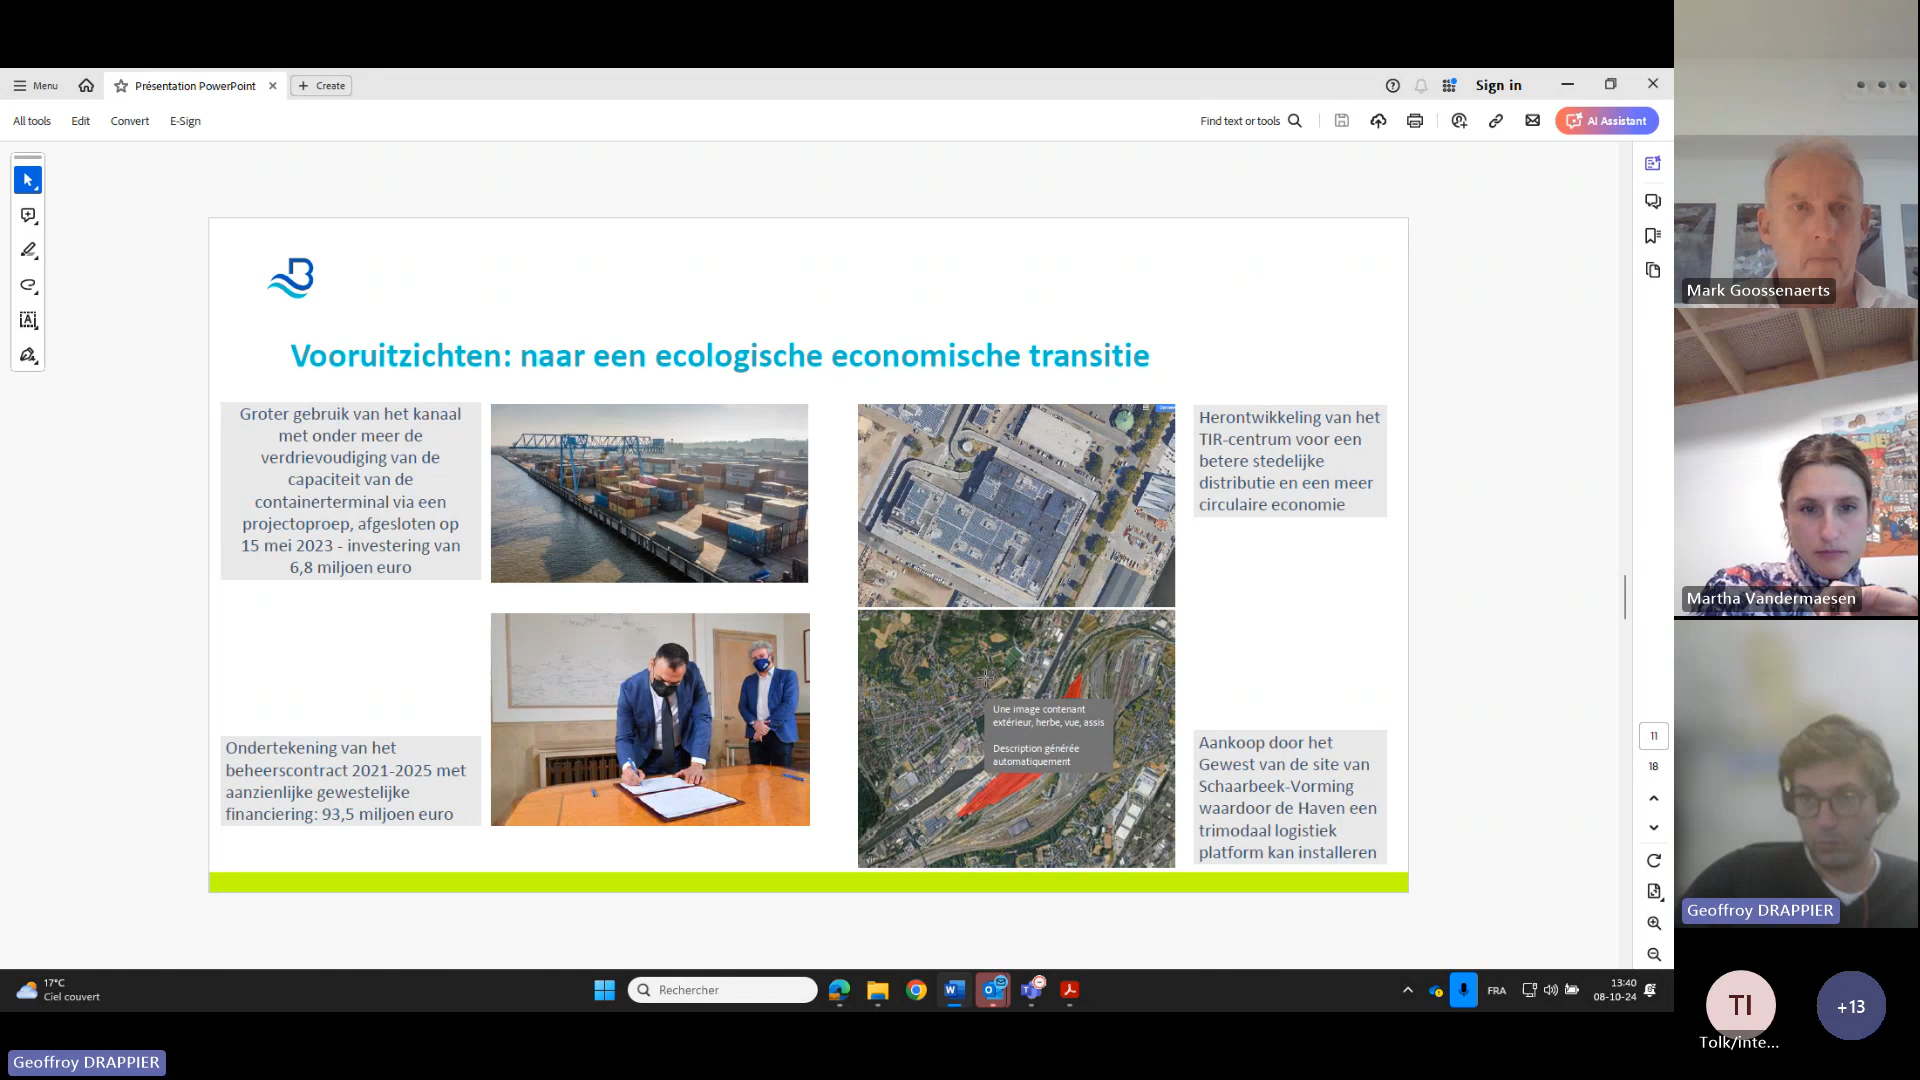 Menu
Présentation PowerPoint
Create
Sign in
All tools
Edit
Convert
E-Sign
Find text or tools
AI Assistant
Vooruitzichten: naar een ecologische economische transitie
Groter gebruik van het kanaal
met onder meer de
verdrievoudiging van de
capaciteit van de
containerterminal via een
projectoproep, afgesloten op
15 mei 2023 - investering van
6,8 miljoen euro
Herontwikkeling van het
TIR-centrum voor een
betere stedelijke
distributie en een meer
circulaire economie
Ondertekening van het
beheerscontract 2021-2025 met
aanzienlijke gewestelijke
financiering: 93,5 miljoen euro
Une image contenant
extérieur, herbe, vue, assis
Description générée
automatiquement
Aankoop door het
Gewest van de site van
Schaarbeek-Vorming
waardoor de Haven een
trimodaal logistiek
platform kan installeren
11
18
17°C
Ciel couvert
Rechercher
FRA
13:40
08-10-24
Mark Goossenaerts
Martha Vandermaesen
Geoffroy DRAPPIER
TI
Tolk/inte...
+13
Geoffroy DRAPPIER